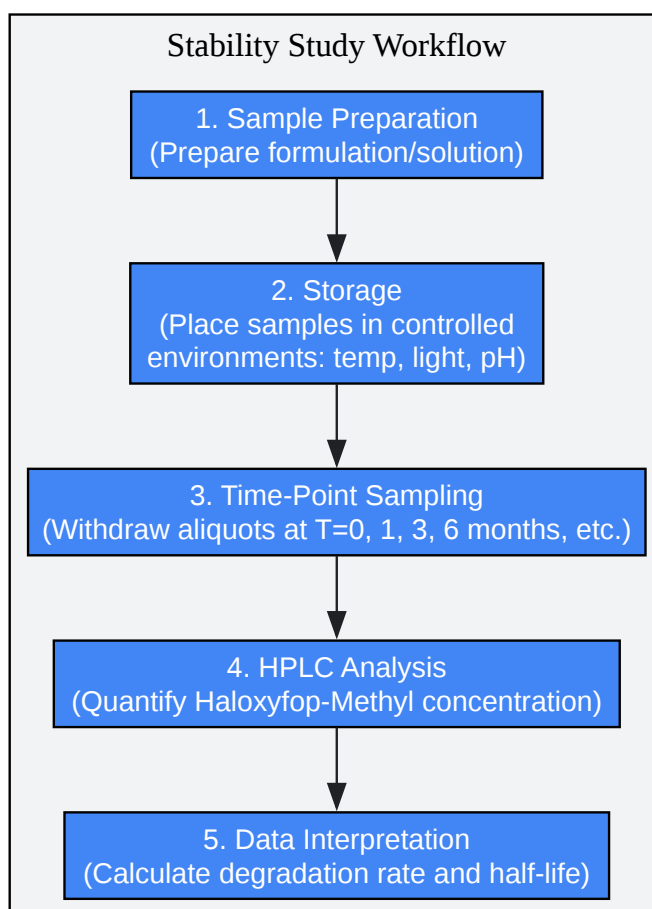 Stability Study Workflow
1. Sample Preparation
(Prepare formulation/solution)
2. Storage
(Place samples in controlled
environments: temp, light, pH)
3. Time-Point Sampling
(Withdraw aliquots at T=0, 1, 3, 6 months, etc.)
4. HPLC Analysis
(Quantify Haloxyfop-Methyl concentration)
5. Data Interpretation
(Calculate degradation rate and half-life)